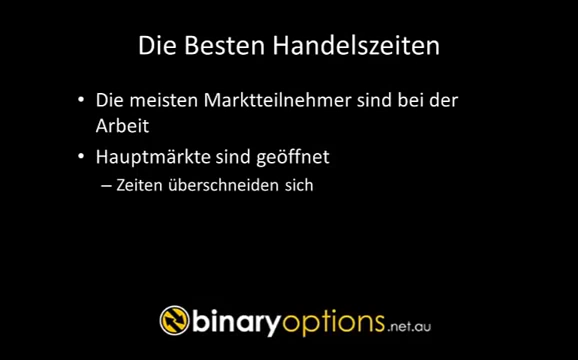 Die Besten Handelszeiten
• Die meisten Marktteilnehmer sind bei der
Arbeit
• Hauptmärkte sind geöffnet
– Zeiten überschneiden sich
binaryoptions.net.au